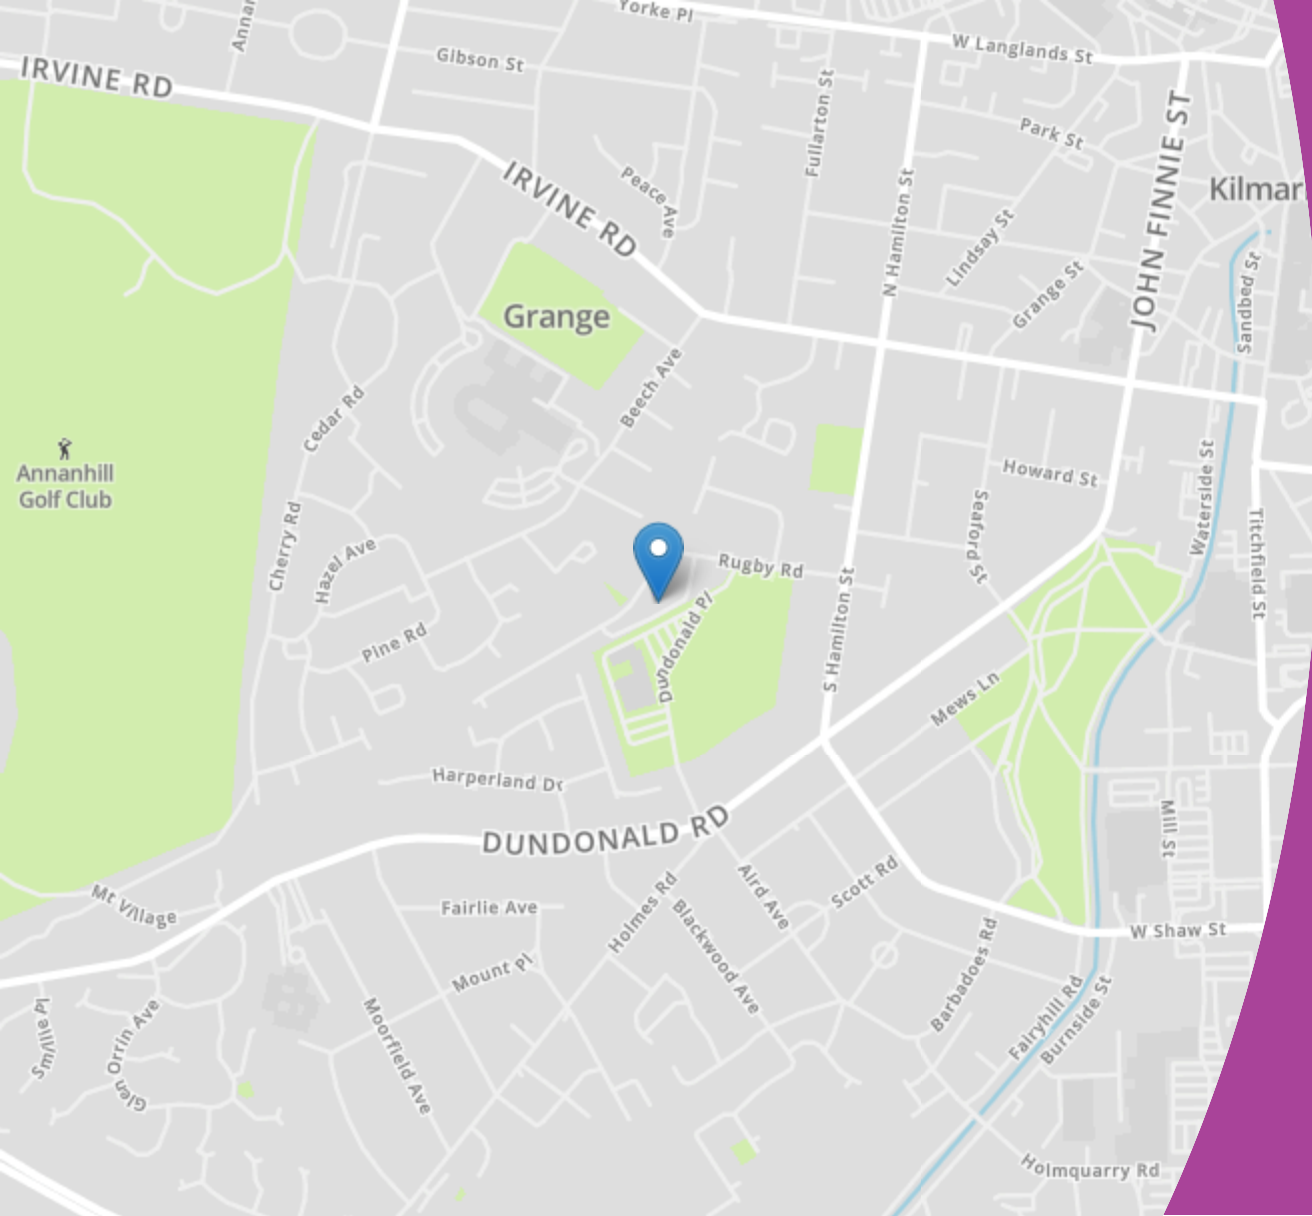 Yorke Pl
Annar
Gibson St
W Langlands St
IRVINE RD
Fullarton St
Park St
JOHN FINNIE ST
Kilmar
IRVINE RD
Peace Ave
N Hamilton St
Lindsay St
Grange St
Sandbed St
Grange
Beech Ave
Cedar Rd
Annanhill
Golf Club
Howard St
Waterside St
Seaford St
Titchfield St
Cherry Rd
Hazel Ave
Rugby Rd
Dundonald Pl
S Hamilton St
Pine Rd
Mews Ln
Harperland Dr
DUNDONALD RD
Mill St
Mt Village
Fairlie Ave
Holmes Rd
Aird Ave
Scott Rd
Blackwood Ave
W Shaw St
Mount Pl
Barbadoes Rd
Smillie Pl
Glen Orrin Ave
Moorfield Ave
Fairyhill Rd
Burnside St
Holmquarry Rd